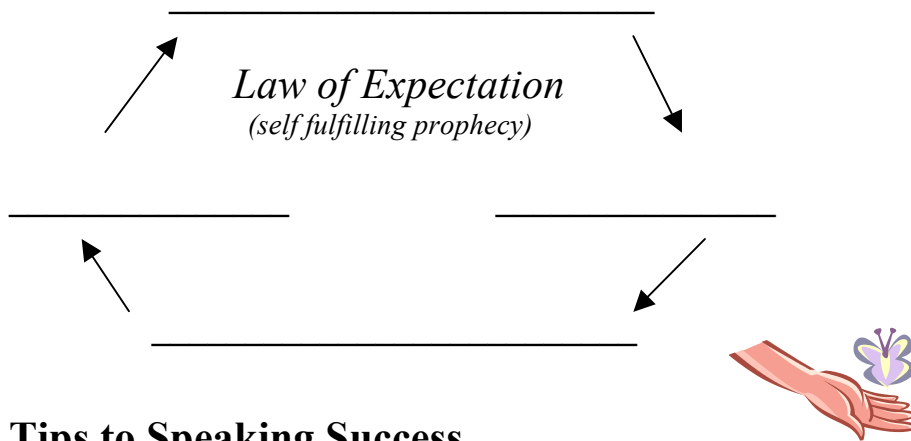 Law of Expectation
(self fulfilling prophecy)
Tips to Speaking Success